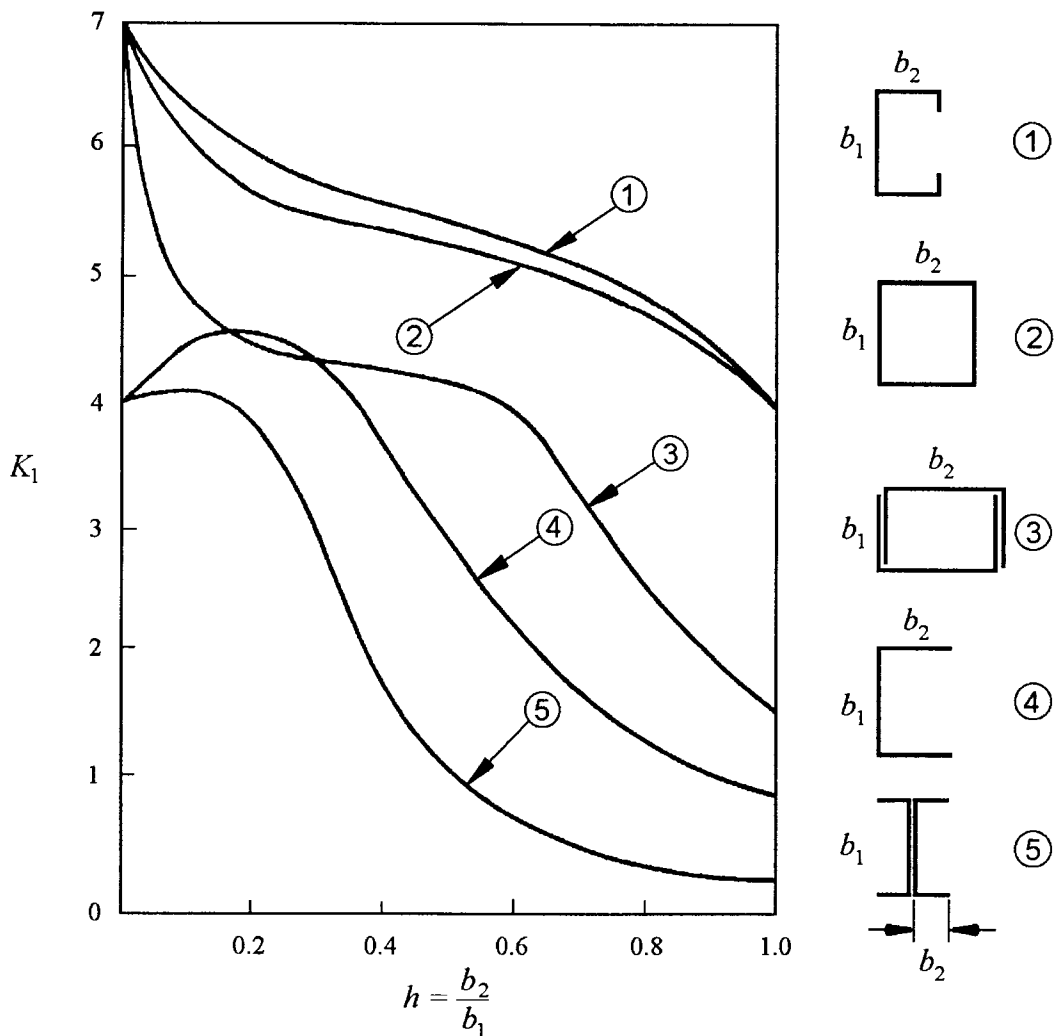 7
6
5
4
3
2
1
0
K₁
0.2 0.4 0.6 0.8 1.0
h = b₂/b₁
①
②
③
④
⑤
b₂
b₁ ①
b₂
b₁ ②
b₂
b₁ ③
b₂
b₁ ④
b₁ ⑤
b₂